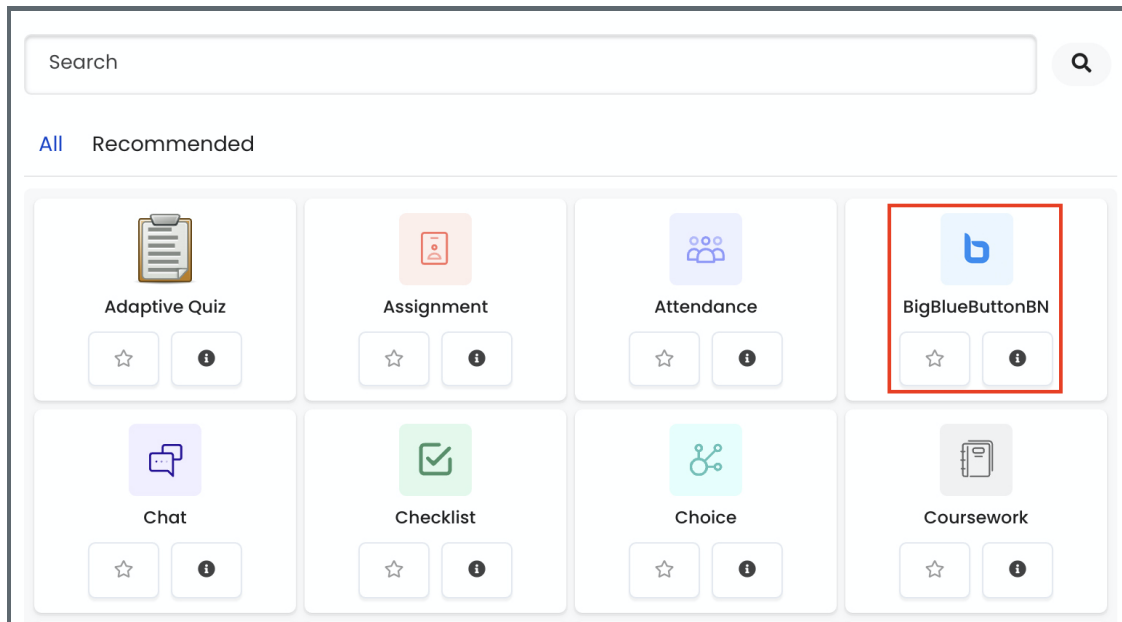 Search
All Recommended
Adaptive Quiz Assignment Attendance BigBlueButtonBN
Chat Checklist Choice Coursework